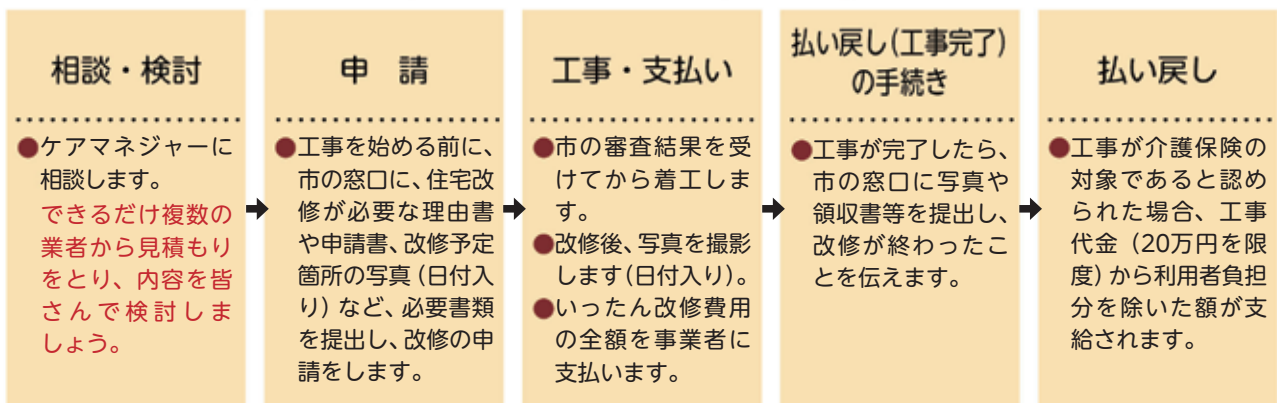 相談・検討
●ケアマネジャーに
相談します。
できるだけ複数の
業者から見積もり
をとり、内容を皆
さんで検討しま
しょう。
申 請
●工事を始める前に、
市の窓口に、住宅改
修が必要な理由書
や申請書、改修予定
箇所の写真(日付入
り)など、必要書類
を提出し、改修の申
請をします。
工事・支払い
●市の審査結果を受
けてから着工しま
す。
●改修後、写真を撮影
します(日付入り)。
●いったん改修費用
の全額を事業者に
支払います。
払い戻し(工事完了)
の手続き
●工事が完了したら、
市の窓口に写真や
領収書等を提出し、
改修が終わったこ
とを伝えます。
払い戻し
●工事が介護保険の
対象であると認め
られた場合、工事
代金(20万円を限
度)から利用者負担
分を除いた額が支
給されます。